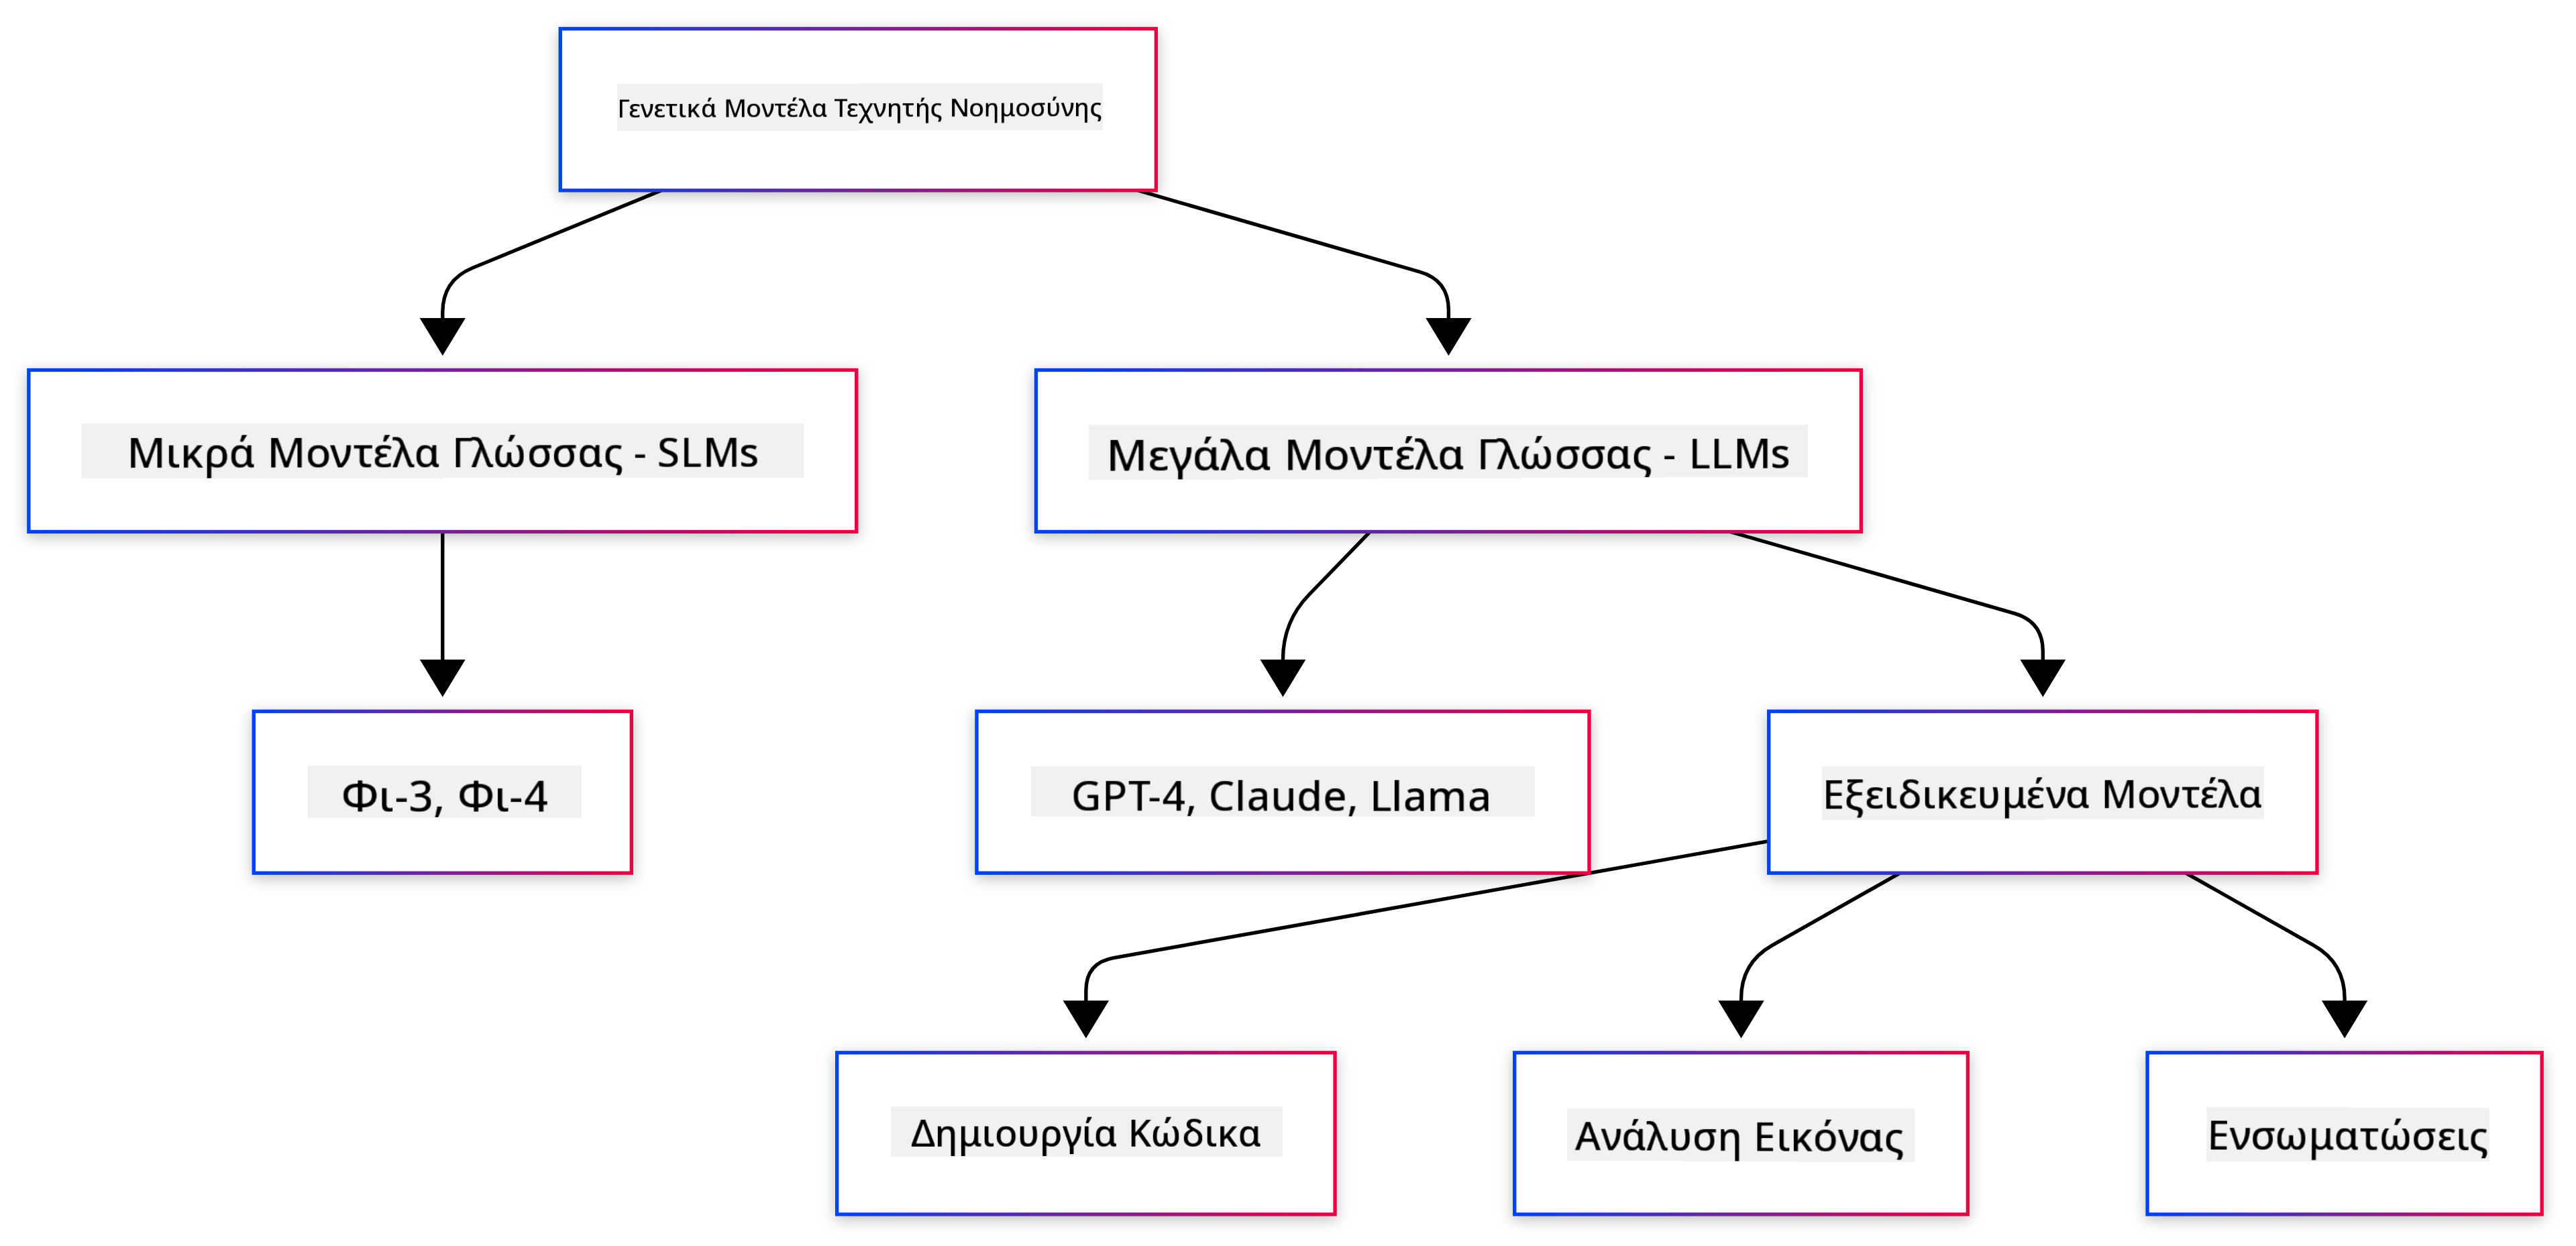 Γενετικά Μοντέλα Τεχνητής Νοημοσύνης
Μικρά Μοντέλα Γλώσσας - SLMs
Μεγάλα Μοντέλα Γλώσσας - LLMs
Φι-3, Φι-4
GPT-4, Claude, Llama
Εξειδικευμένα Μοντέλα
Δημιουργία Κώδικα
Ανάλυση Εικόνας
Ενσωματώσεις